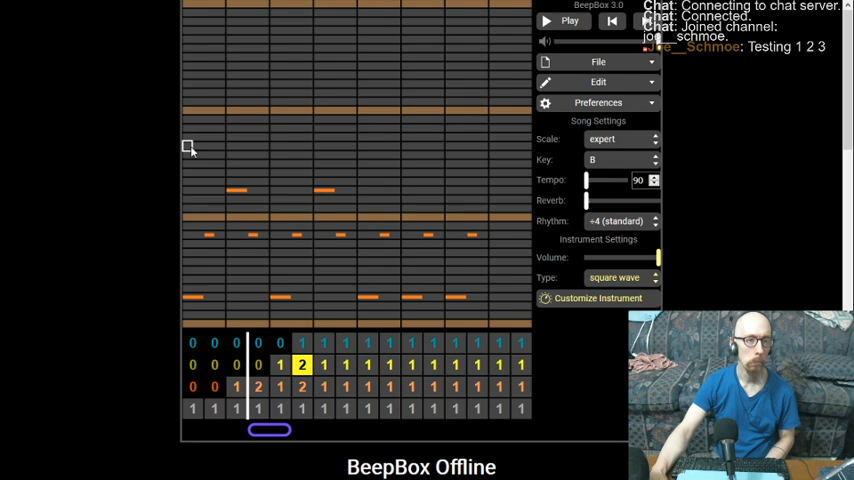 BeepBox 3.0
Chat: Connecting to chat server.
Chat: Connected.
Chat: Joined channel:
joe__schmoe.
Joe__Schmoe: Testing 1 2 3
Play
File
Edit
Preferences
Song Settings
Scale: expert
Key: B
Tempo: 90
Reverb:
Rhythm: ÷4 (standard)
Instrument Settings
Volume:
Type: square wave
Customize Instrument
0 0 0 0 0 1 1 1 1 1 1 1 1 1 1 1
0 0 0 0 1 2 1 1 1 1 1 1 1 1 1 1
0 0 1 2 1 2 1 1 1 1 1 1 1 1 1 1
1 1 1 1 1 1 1 1 1 1 1 1 1 1 1 1
BeepBox Offline